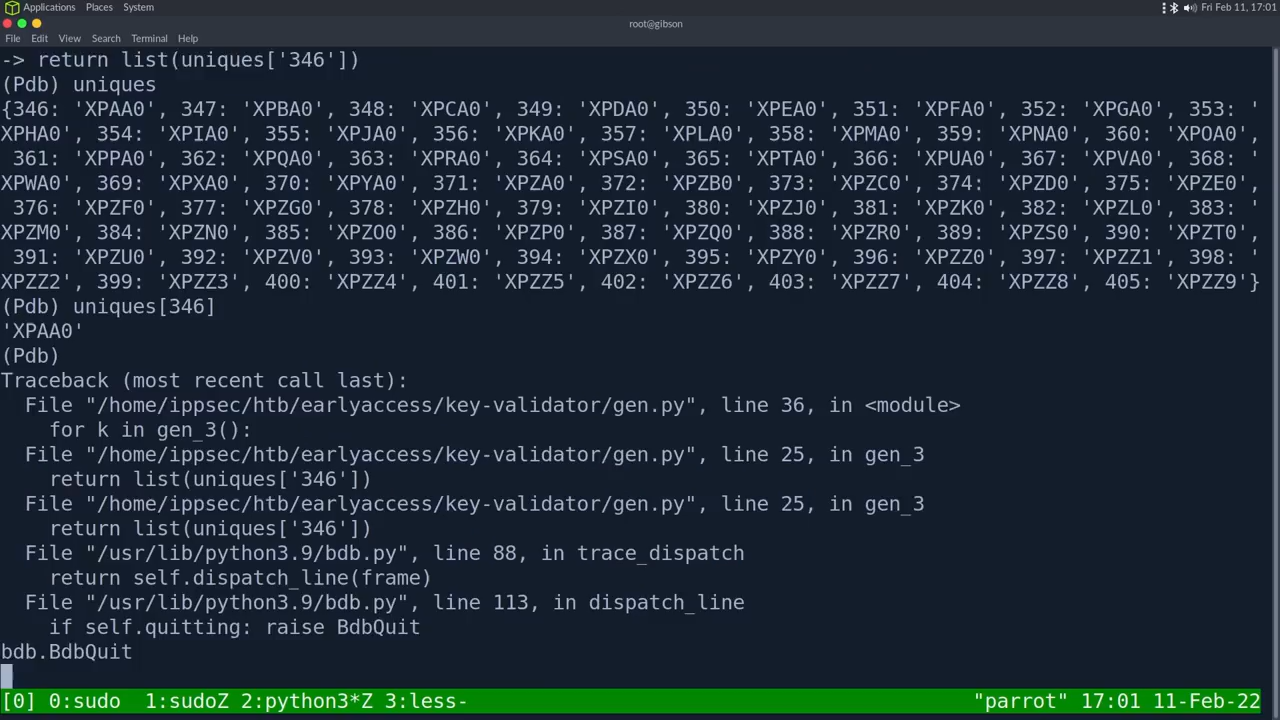 Applications Places System
Fri Feb 11, 17:01
root@gibson
File Edit View Search Terminal Help
-> return list(uniques['346'])
(Pdb) uniques
{346: 'XPAA0', 347: 'XPBA0', 348: 'XPCA0', 349: 'XPDA0', 350: 'XPEA0', 351: 'XPFA0', 352: 'XPGA0', 353: '
XPHA0', 354: 'XPIA0', 355: 'XPJA0', 356: 'XPKA0', 357: 'XPLA0', 358: 'XPMA0', 359: 'XPNA0', 360: 'XPOA0',
 361: 'XPPA0', 362: 'XPQA0', 363: 'XPRA0', 364: 'XPSA0', 365: 'XPTA0', 366: 'XPUA0', 367: 'XPVA0', 368: '
XPWA0', 369: 'XPXA0', 370: 'XPYA0', 371: 'XPZA0', 372: 'XPZB0', 373: 'XPZC0', 374: 'XPZD0', 375: 'XPZE0',
 376: 'XPZF0', 377: 'XPZG0', 378: 'XPZH0', 379: 'XPZI0', 380: 'XPZJ0', 381: 'XPZK0', 382: 'XPZL0', 383: '
XPZM0', 384: 'XPZN0', 385: 'XPZO0', 386: 'XPZP0', 387: 'XPZQ0', 388: 'XPZR0', 389: 'XPZS0', 390: 'XPZT0',
 391: 'XPZU0', 392: 'XPZV0', 393: 'XPZW0', 394: 'XPZX0', 395: 'XPZY0', 396: 'XPZZ0', 397: 'XPZZ1', 398: '
XPZZ2', 399: 'XPZZ3', 400: 'XPZZ4', 401: 'XPZZ5', 402: 'XPZZ6', 403: 'XPZZ7', 404: 'XPZZ8', 405: 'XPZZ9'}
(Pdb) uniques[346]
'XPAA0'
(Pdb)
Traceback (most recent call last):
  File "/home/ippsec/htb/earlyaccess/key-validator/gen.py", line 36, in <module>
    for k in gen_3():
  File "/home/ippsec/htb/earlyaccess/key-validator/gen.py", line 25, in gen_3
    return list(uniques['346'])
  File "/home/ippsec/htb/earlyaccess/key-validator/gen.py", line 25, in gen_3
    return list(uniques['346'])
  File "/usr/lib/python3.9/bdb.py", line 88, in trace_dispatch
    return self.dispatch_line(frame)
  File "/usr/lib/python3.9/bdb.py", line 113, in dispatch_line
    if self.quitting: raise BdbQuit
bdb.BdbQuit
[0] 0:sudo  1:sudoZ 2:python3*Z 3:less-
"parrot" 17:01 11-Feb-22